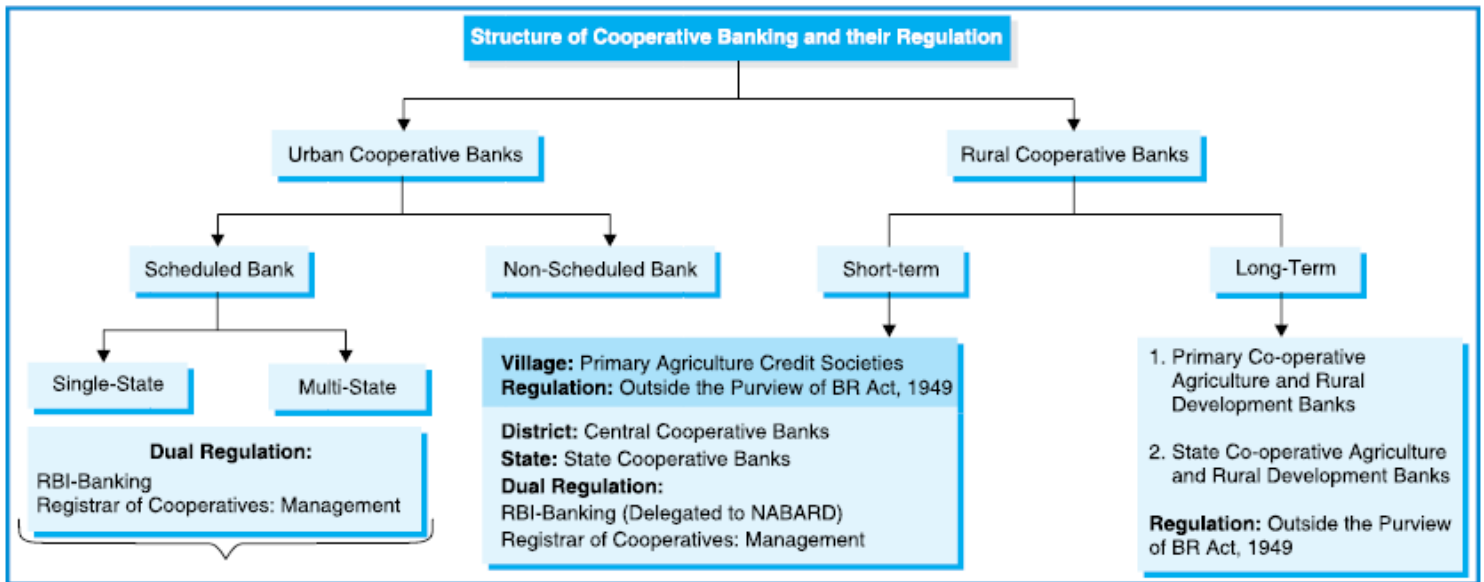 Structure of Cooperative Banking and their Regulation
Urban Cooperative Banks
Rural Cooperative Banks
Scheduled Bank
Non-Scheduled Bank
Short-term
Long-Term
Single-State
Multi-State
Dual Regulation:
RBI-Banking
Registrar of Cooperatives: Management
Village: Primary Agriculture Credit Societies
Regulation: Outside the Purview of BR Act, 1949
District: Central Cooperative Banks
State: State Cooperative Banks
Dual Regulation:
RBI-Banking (Delegated to NABARD)
Registrar of Cooperatives: Management
1. Primary Co-operative
Agriculture and Rural
Development Banks
2. State Co-operative Agriculture
and Rural Development Banks
Regulation: Outside the Purview
of BR Act, 1949